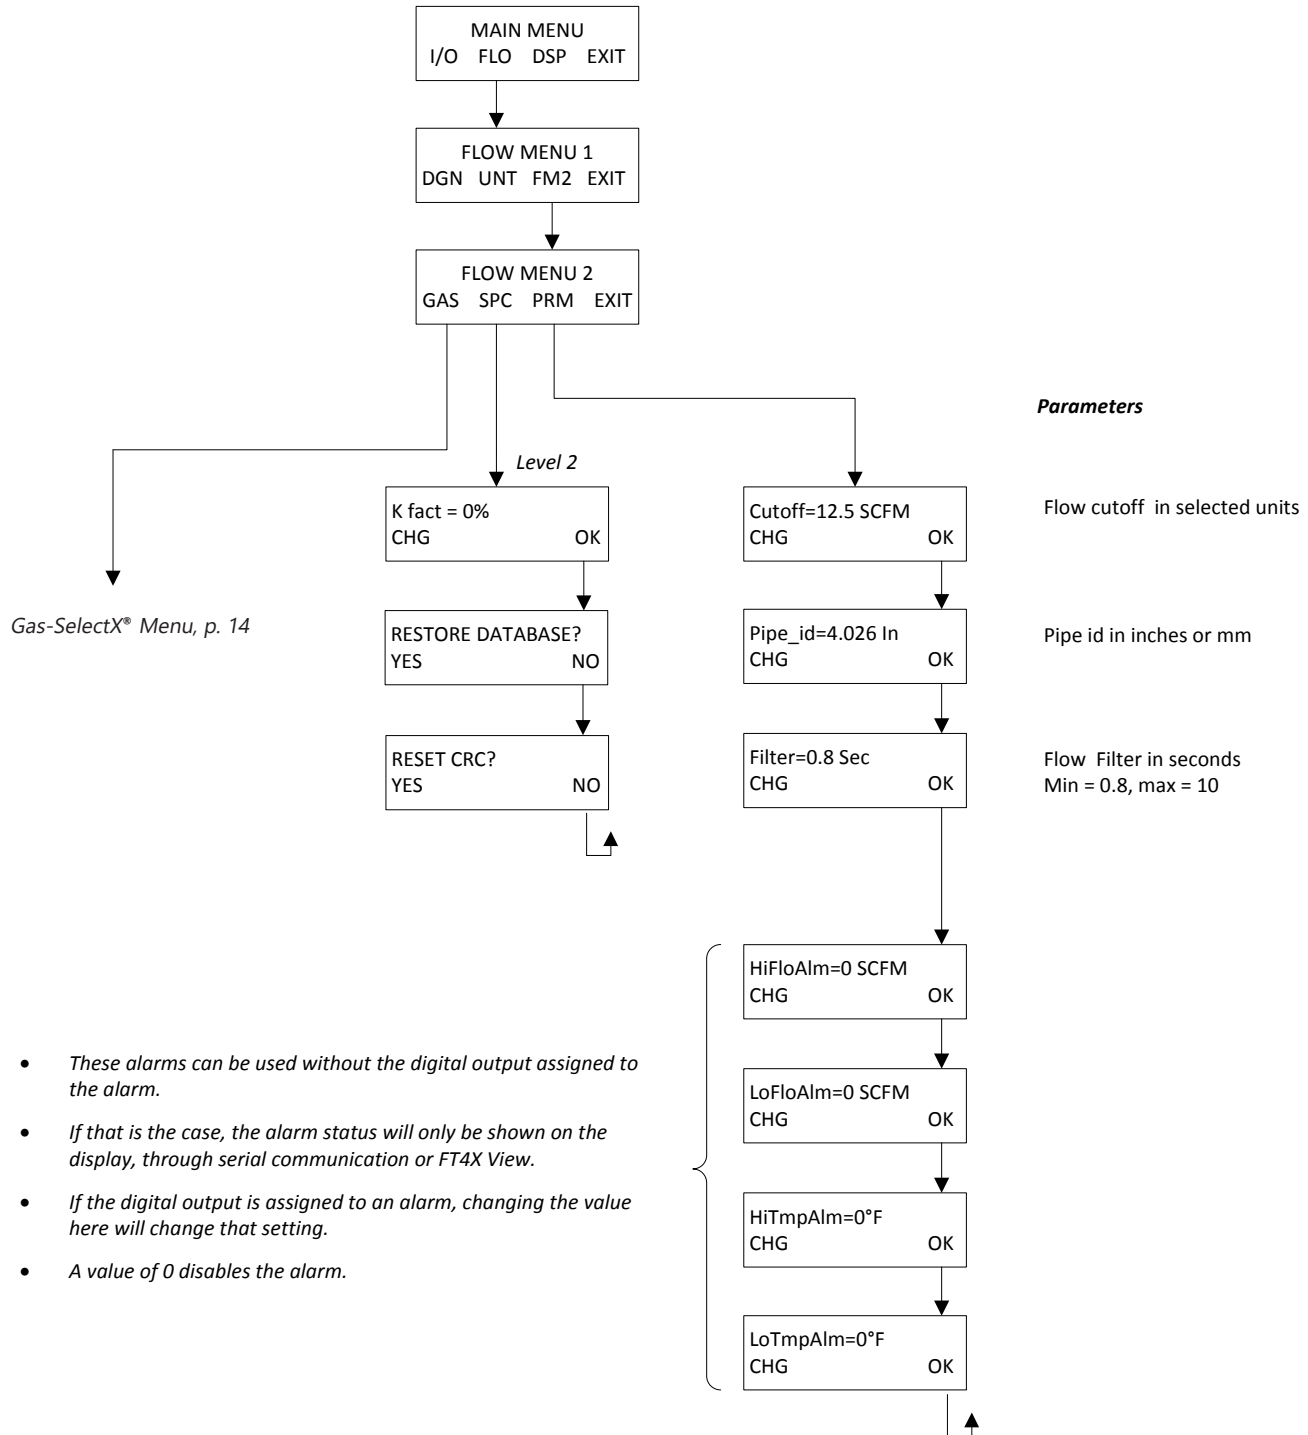 MAIN MENU
I/O FLO DSP EXIT
FLOW MENU 1
DGN UNT FM2 EXIT
FLOW MENU 2
GAS SPC PRM EXIT
Parameters
Level 2
K fact = 0%
CHG OK
Cutoff=12.5 SCFM
CHG OK
Flow cutoff in selected units
Gas-SelectX® Menu, p. 14
RESTORE DATABASE?
YES NO
Pipe_id=4.026 In
CHG OK
Pipe id in inches or mm
RESET CRC?
YES NO
Filter=0.8 Sec
CHG OK
Flow Filter in seconds
Min = 0.8, max = 10
HiFloAlm=0 SCFM
CHG OK
LoFloAlm=0 SCFM
CHG OK
HiTmpAlm=0°F
CHG OK
LoTmpAlm=0°F
CHG OK
• These alarms can be used without the digital output assigned to
the alarm.
• If that is the case, the alarm status will only be shown on the
display, through serial communication or FT4X View.
• If the digital output is assigned to an alarm, changing the value
here will change that setting.
• A value of 0 disables the alarm.